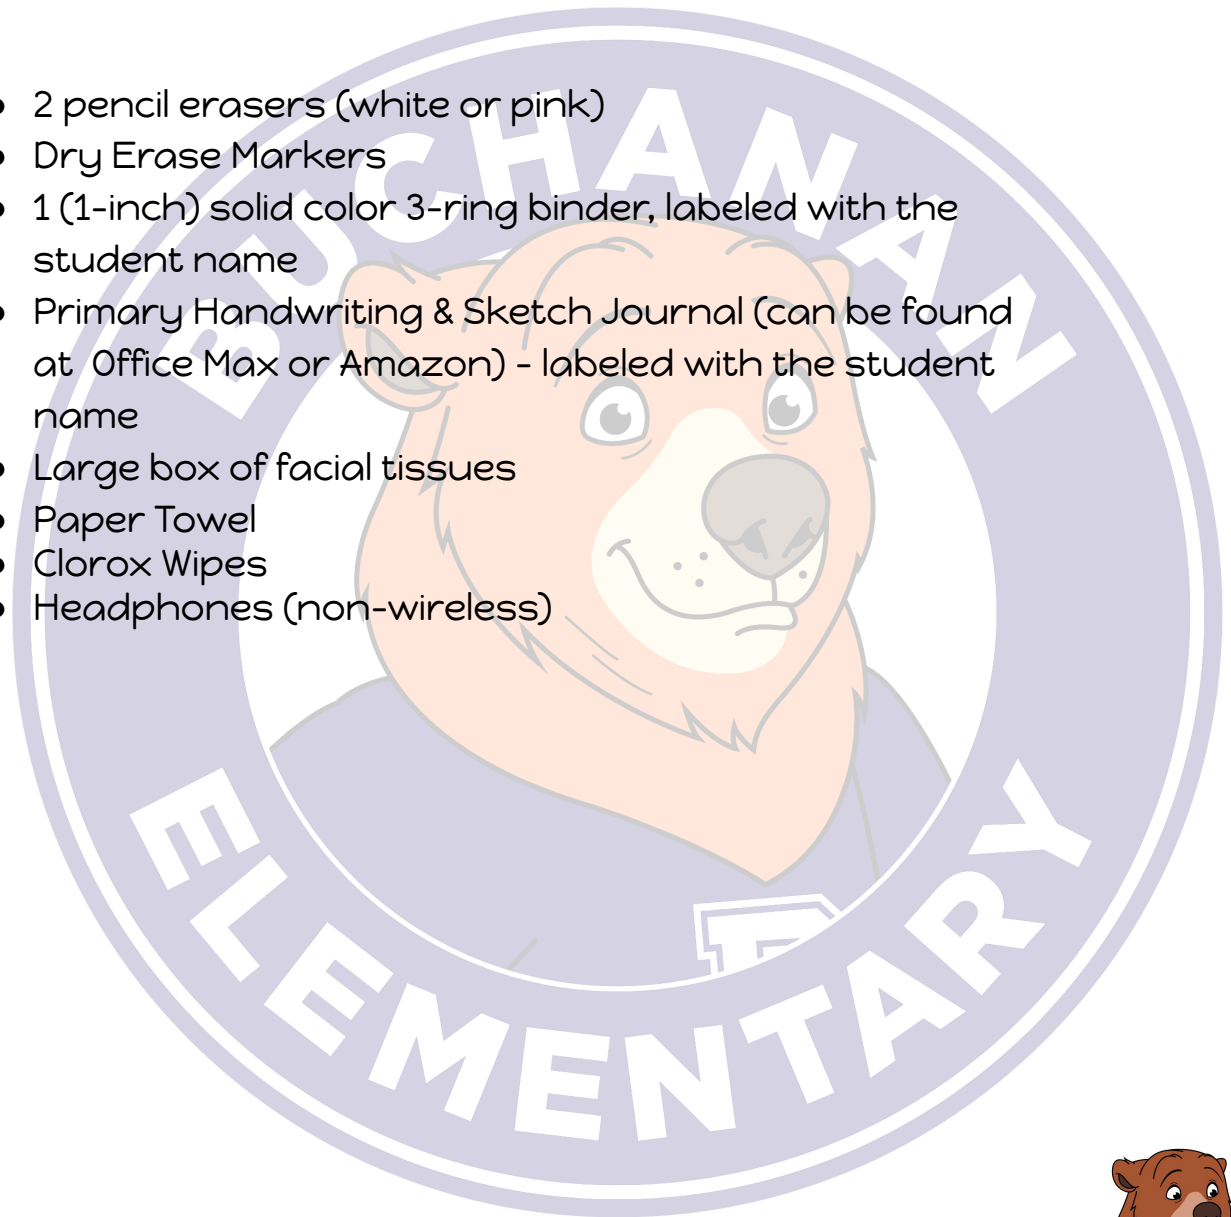 • 2 pencil erasers (white or pink)
• Dry Erase Markers
• 1 (1-inch) solid color 3-ring binder, labeled with the
student name
• Primary Handwriting & Sketch Journal (can be found
at Office Max or Amazon) - labeled with the student
name
• Large box of facial tissues
• Paper Towel
• Clorox Wipes
• Headphones (non-wireless)
BUCHANAN
ELEMENTARY